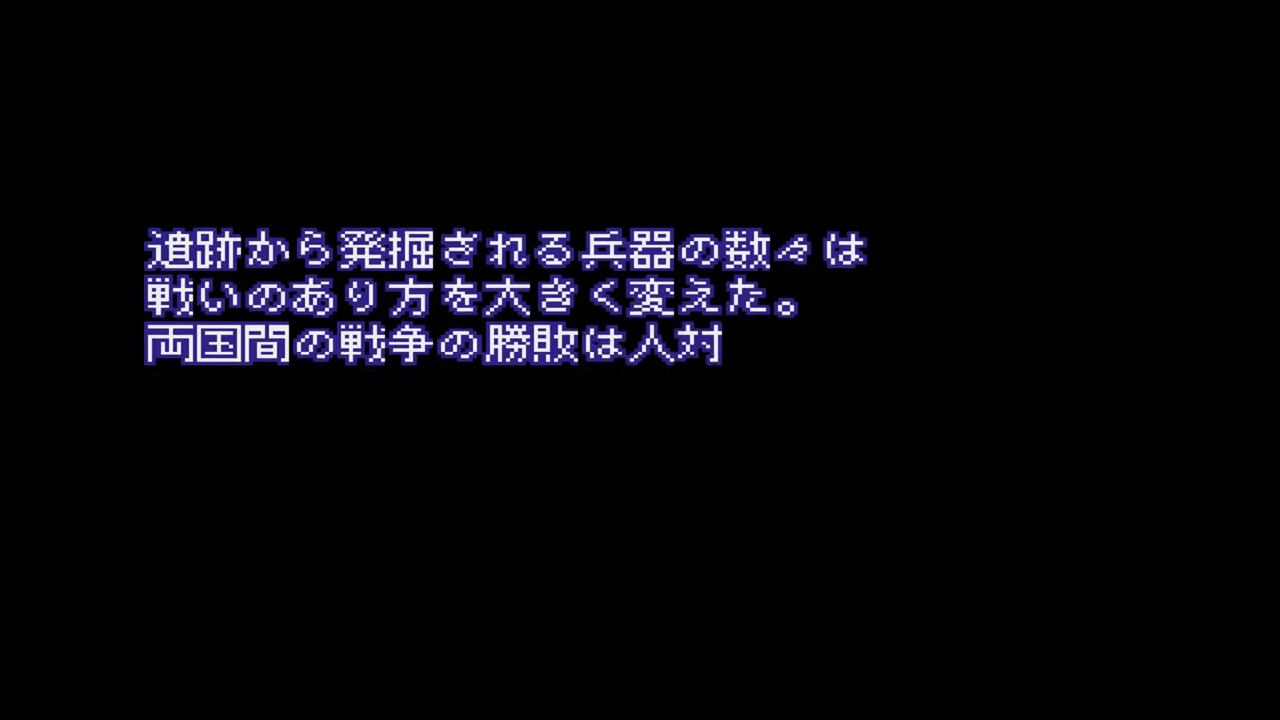 遺跡から発掘される兵器の数々は
戦いのあり方を大きく変えた。
両国間の戦争の勝敗は人対